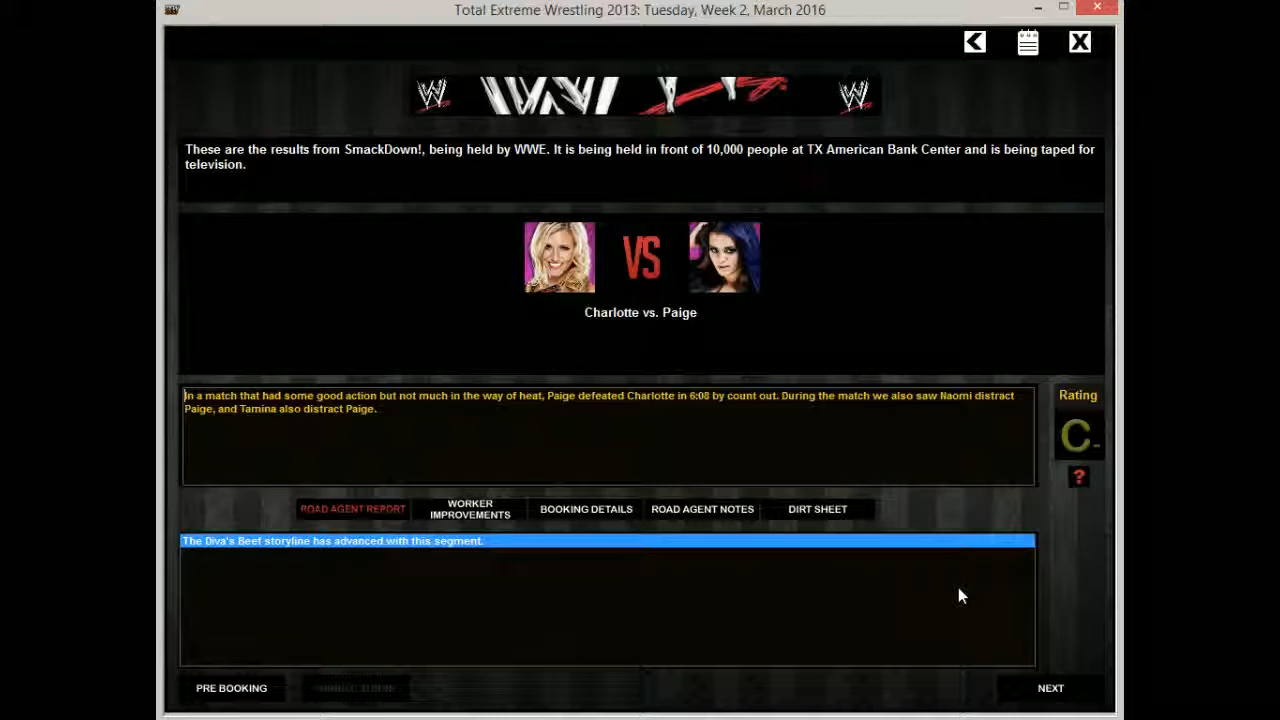 Total Extreme Wrestling 2013: Tuesday, Week 2, March 2016
These are the results from SmackDown!, being held by WWE. It is being held in front of 10,000 people at TX American Bank Center and is being taped for
television.
VS
Charlotte vs. Paige
In a match that had some good action but not much in the way of heat, Paige defeated Charlotte in 6:08 by count out. During the match we also saw Naomi distract
Paige, and Tamina also distract Paige.
Rating
C-
?
ROAD AGENT REPORT
WORKER
IMPROVEMENTS
BOOKING DETAILS
ROAD AGENT NOTES
DIRT SHEET
The Diva's Beef storyline has advanced with this segment.
PRE BOOKING
NEXT